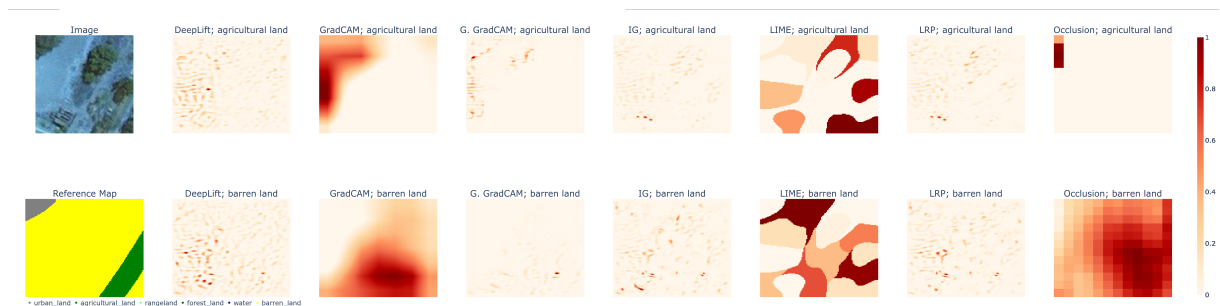 Image
DeepLift; agricultural land
GradCAM; agricultural land
G. GradCAM; agricultural land
IG; agricultural land
LIME; agricultural land
LRP; agricultural land
Occlusion; agricultural land
1
0.8
0.6
0.4
0.2
0
Reference Map
DeepLift; barren land
GradCAM; barren land
G. GradCAM; barren land
IG; barren land
LIME; barren land
LRP; barren land
Occlusion; barren land
urban_land agricultural_land rangeland forest_land water barren_land